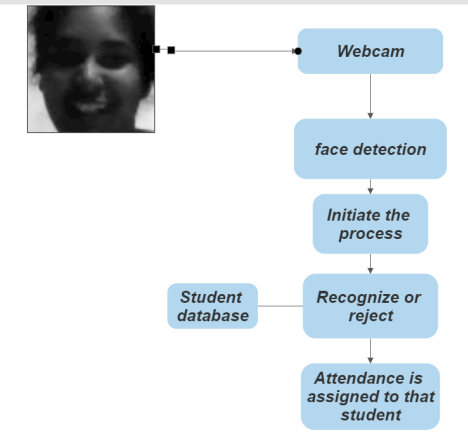 Webcam
face detection
Initiate the
process
Student
database
Recognize or
reject
Attendance is
assigned to that
student